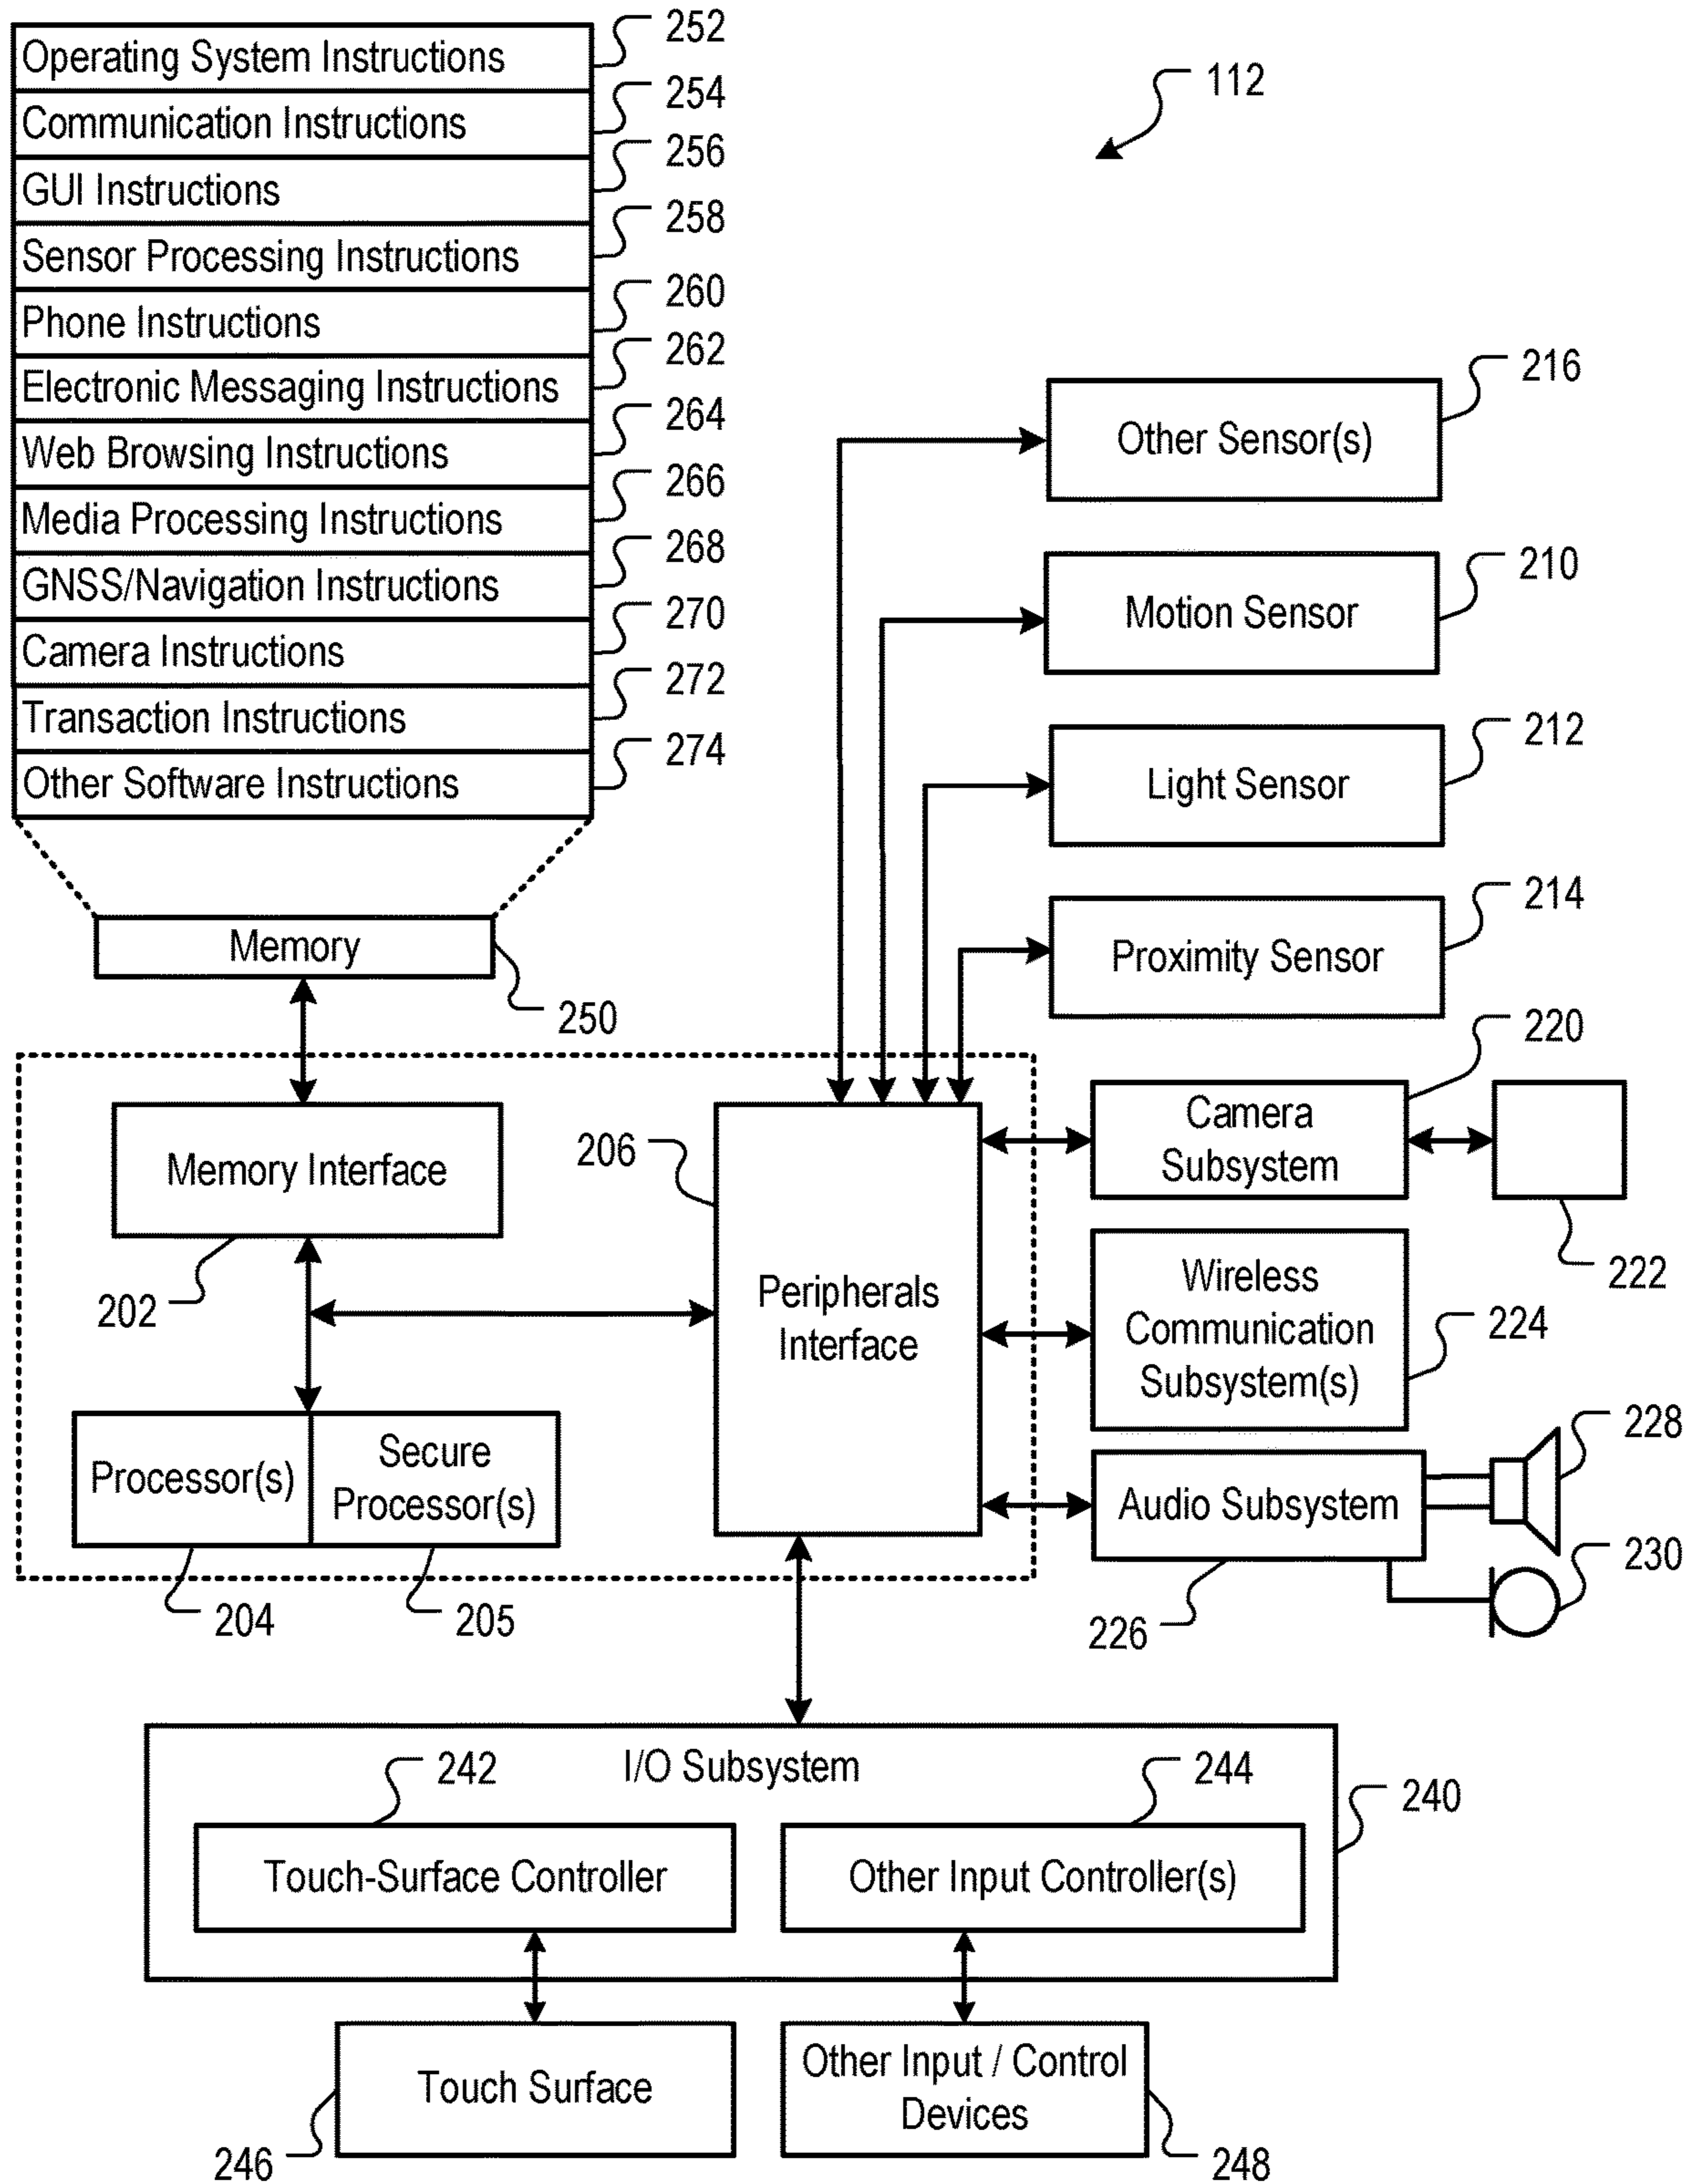 252
Operating System Instructions
254
Communication Instructions
256
GUI Instructions
258
Sensor Processing Instructions
260
Phone Instructions
262
Electronic Messaging Instructions
264
Web Browsing Instructions
266
Media Processing Instructions
268
GNSS/Navigation Instructions
270
Camera Instructions
272
Transaction Instructions
274
Other Software Instructions
112
216
Other Sensor(s)
210
Motion Sensor
212
Light Sensor
214
Proximity Sensor
Memory
250
220
Camera
Subsystem
222
Memory Interface
202
206
Peripherals
Interface
Wireless
Communication
Subsystem(s)
224
228
Audio Subsystem
230
226
Processor(s)
Secure
Processor(s)
204
205
I/O Subsystem
242
244
240
Touch-Surface Controller
Other Input Controller(s)
Touch Surface
Other Input / Control
Devices
246
248